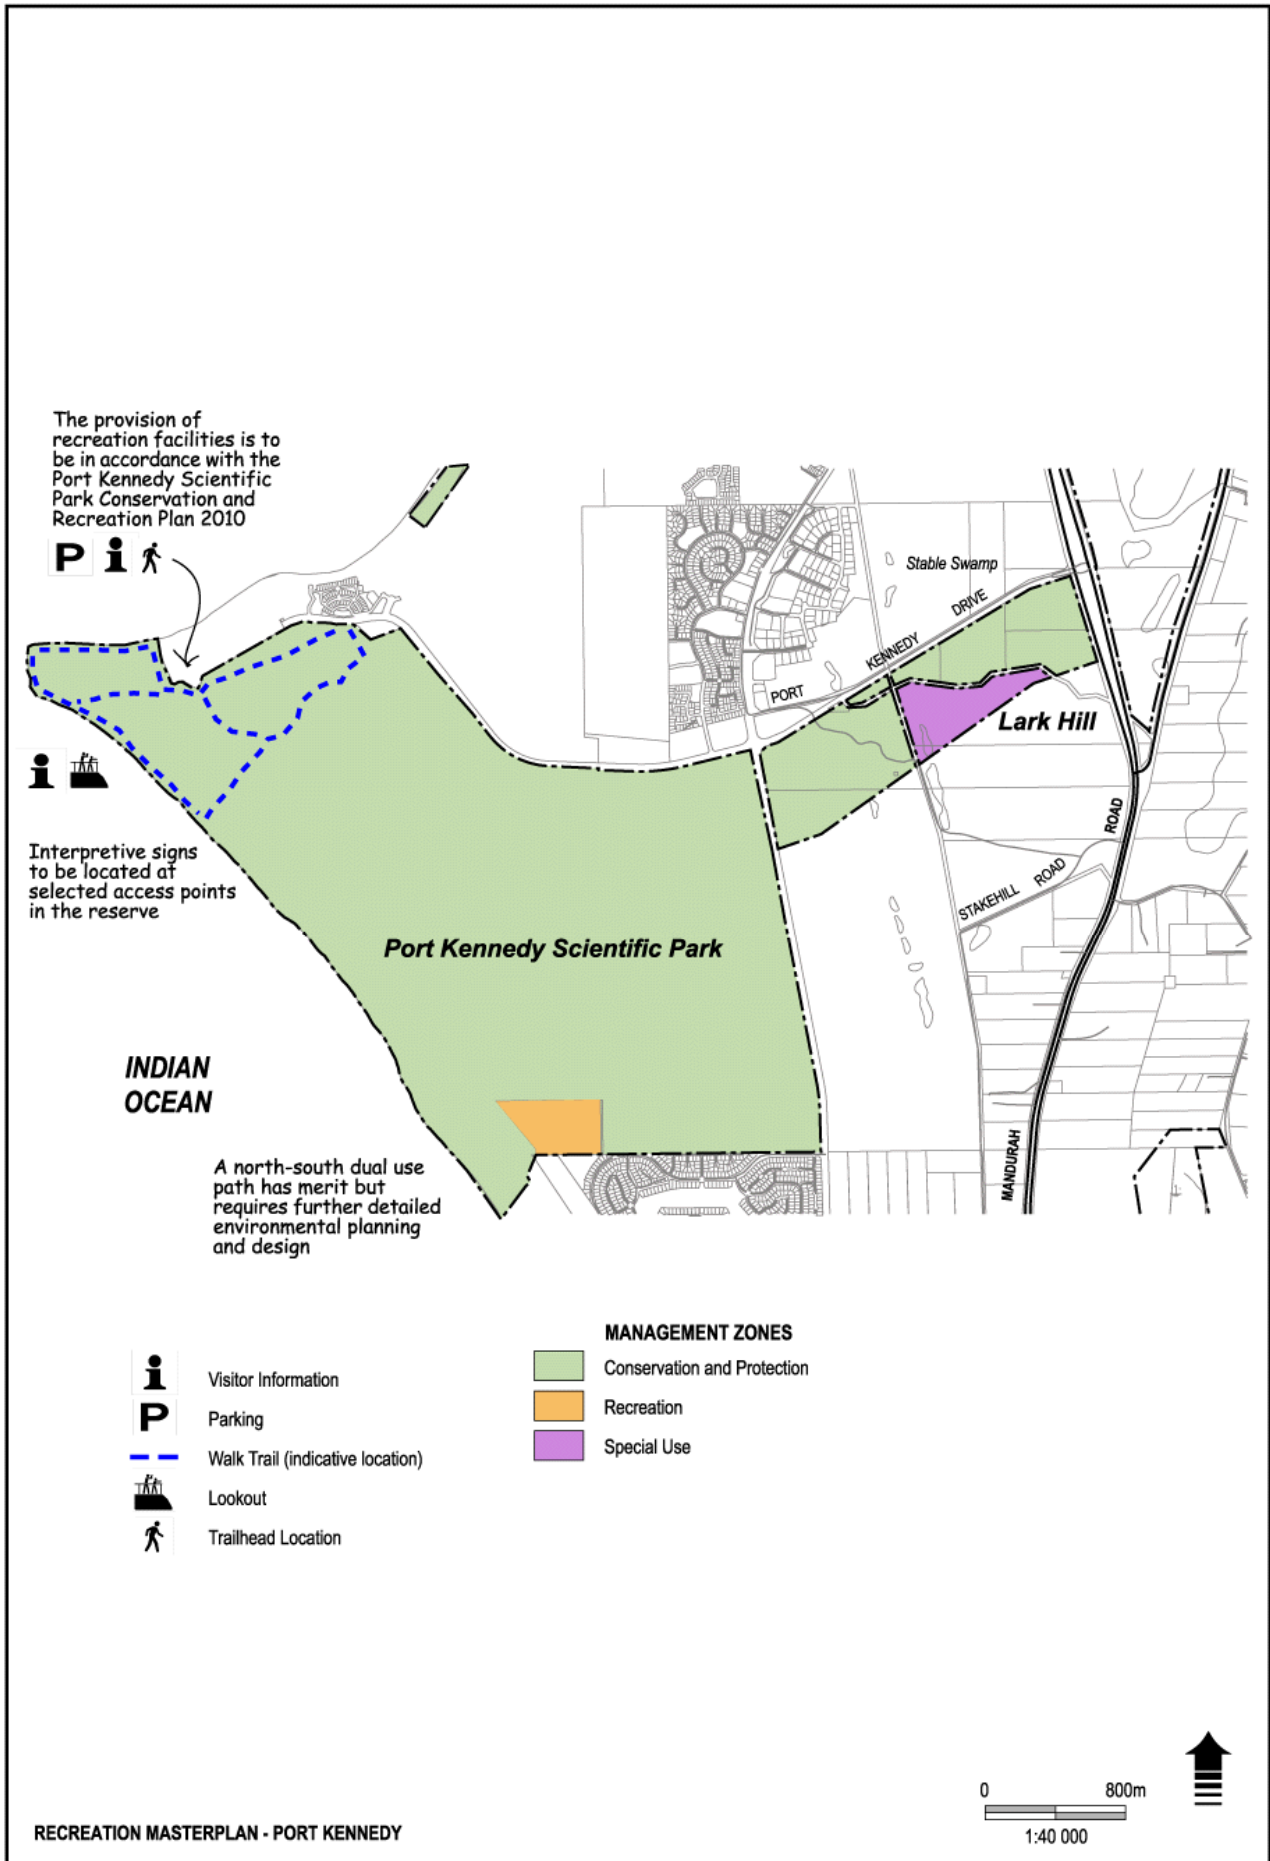 The provision of
recreation facilities is to
be in accordance with the
Port Kennedy Scientific
Park Conservation and
Recreation Plan 2010
P
Stable Swamp
PORT
KENNEDY
DRIVE
Lark Hill
ROAD
STAKEHILL
ROAD
Interpretive signs
to be located at
selected access points
in the reserve
Port Kennedy Scientific Park
INDIAN
OCEAN
MANDURAH
A north-south dual use
path has merit but
requires further detailed
environmental planning
and design
Visitor Information
P
Parking
Walk Trail (indicative location)
Lookout
Trailhead Location
MANAGEMENT ZONES
Conservation and Protection
Recreation
Special Use
0 800m
1:40 000
RECREATION MASTERPLAN - PORT KENNEDY